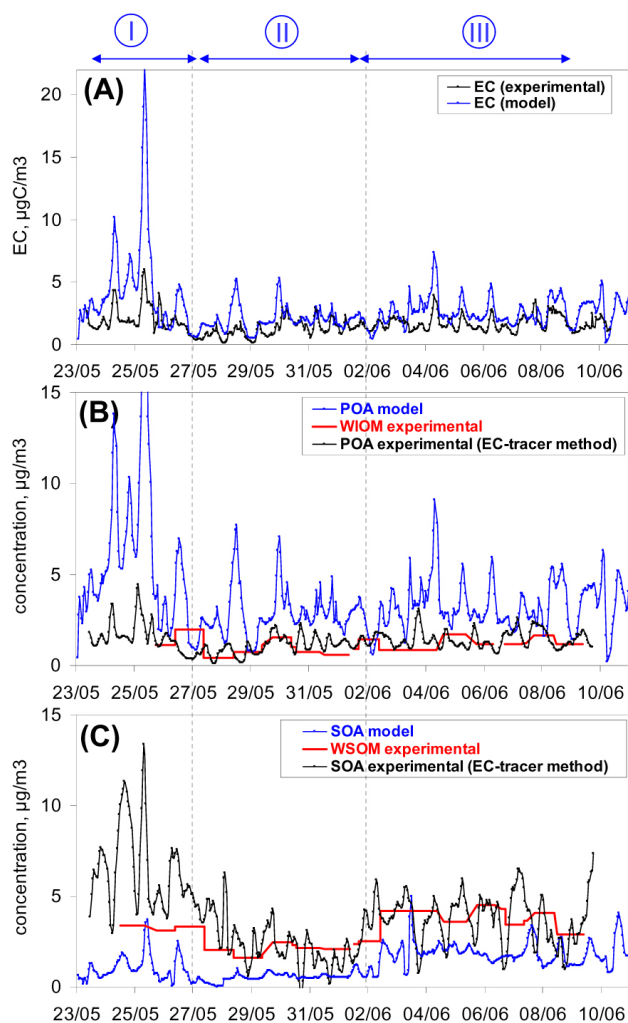 I II III
(A)
EC (experimental)
EC (model)
EC, µgC/m3
20
15
10
5
0
23/05 25/05 27/05 29/05 31/05 02/06 04/06 06/06 08/06 10/06
(B)
POA model
WIOM experimental
POA experimental (EC-tracer method)
concentration, µg/m3
15
10
5
0
23/05 25/05 27/05 29/05 31/05 02/06 04/06 06/06 08/06 10/06
(C)
SOA model
WSOM experimental
SOA experimental (EC-tracer method)
concentration, µg/m3
15
10
5
0
23/05 25/05 27/05 29/05 31/05 02/06 04/06 06/06 08/06 10/06